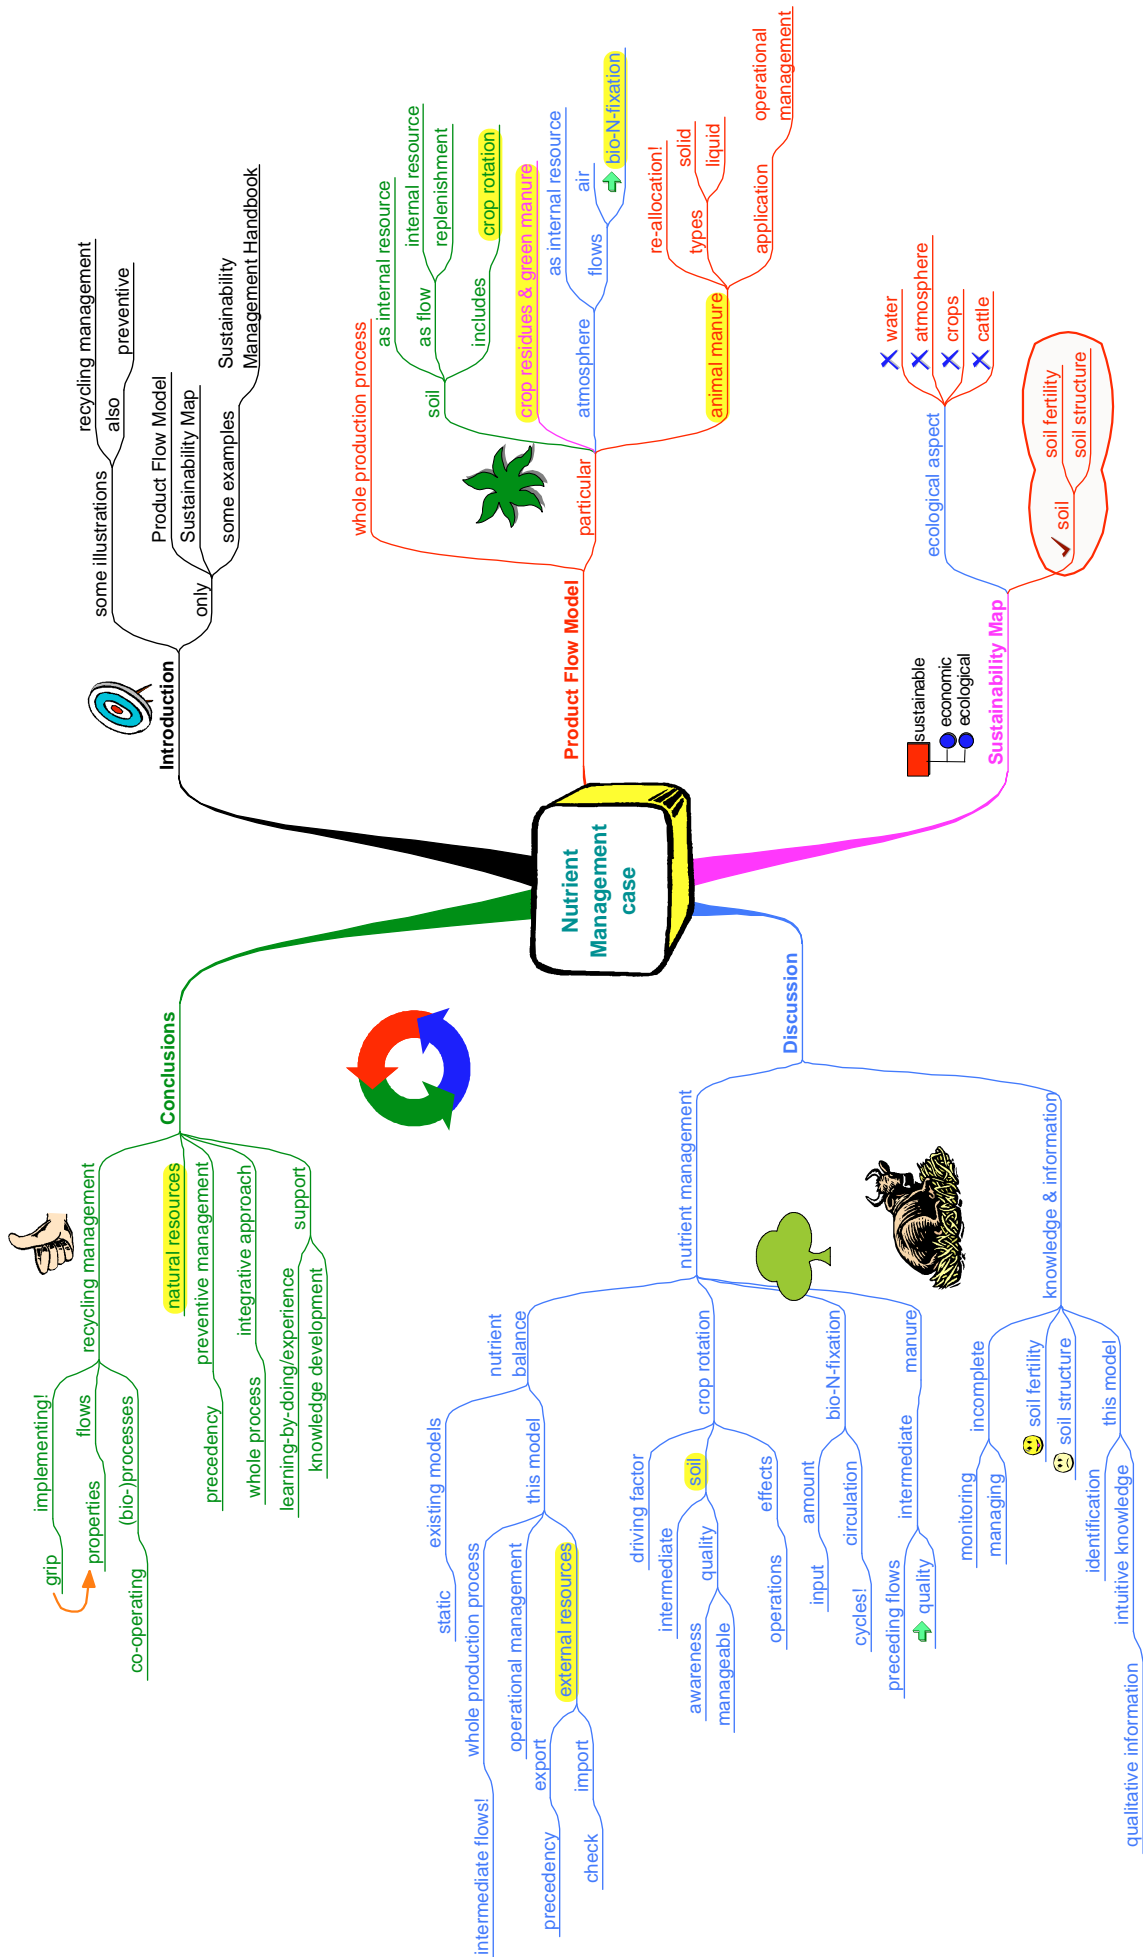 Nutrient
Management
case
Introduction
some illustrations
recycling management
also
preventive
only
Product Flow Model
Sustainability Map
some examples
Sustainability
Management Handbook
Product Flow Model
whole production process
particular
soil
as internal resource
as flow
internal resource
replenishment
includes
crop rotation
crop residues & green manure
atmosphere
as internal resource
flows
air
bio-N-fixation
animal manure
re-allocation!
types
solid
liquid
application
operational
management
Sustainability Map
sustainable
economic
ecological
ecological aspect
water
atmosphere
crops
cattle
soil
soil fertility
soil structure
Discussion
nutrient management
nutrient
balance
existing models
static
this model
whole production process
intermediate flows!
operational management
external resources
export
precedency
import
check
crop rotation
driving factor
soil
intermediate
quality
awareness
manageable
effects
operations
bio-N-fixation
amount
input
circulation
cycles!
manure
intermediate
preceding flows
quality
knowledge & information
incomplete
monitoring
managing
soil fertility
soil structure
this model
identification
intuitive knowledge
qualitative information
Conclusions
recycling management
implementing!
grip
flows
properties
(bio-)processes
co-operating
natural resources
preventive management
precedency
integrative approach
whole process
support
learning-by-doing/experience
knowledge development